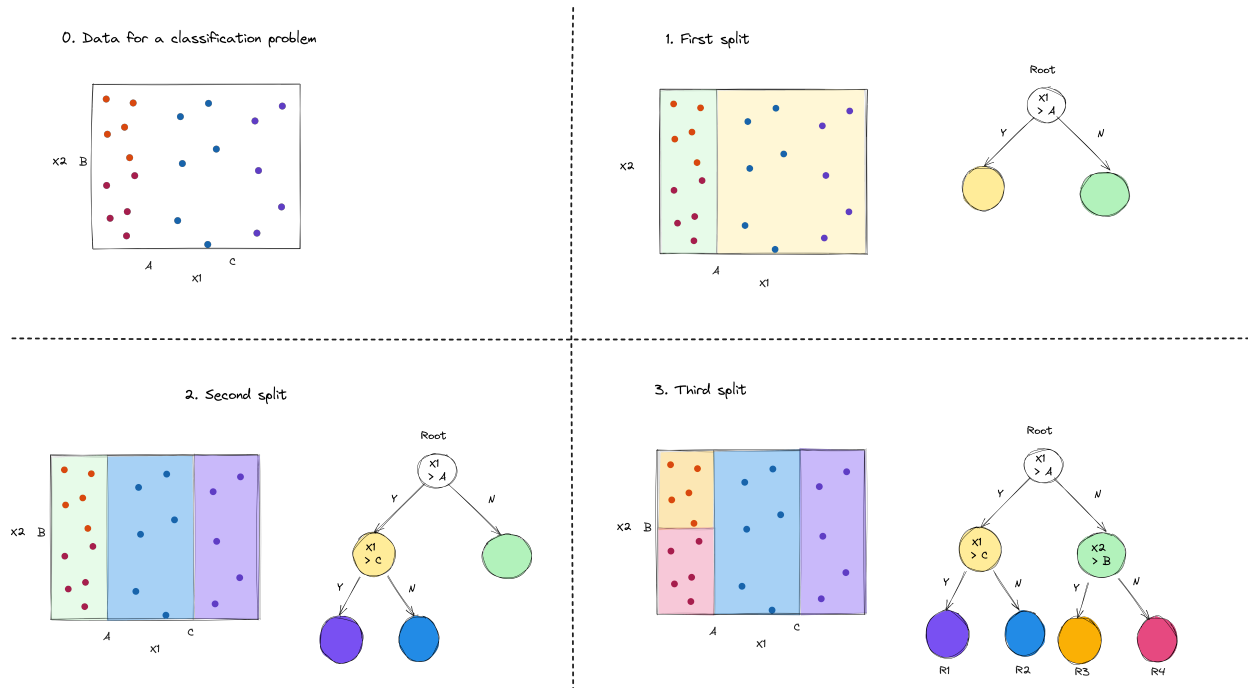 0. Data for a classification problem
x2 B
A
C
x1
1. First split
Root
x1
> A
Y
N
x2
A
x1
2. Second split
Root
x1
> A
Y
N
x2 B
x1
> C
Y
N
A
C
x1
3. Third split
Root
x1
> A
Y
N
x2 B
x1
> C
x2
> B
Y
N
Y
N
A
C
x1
R1
R2
R3
R4